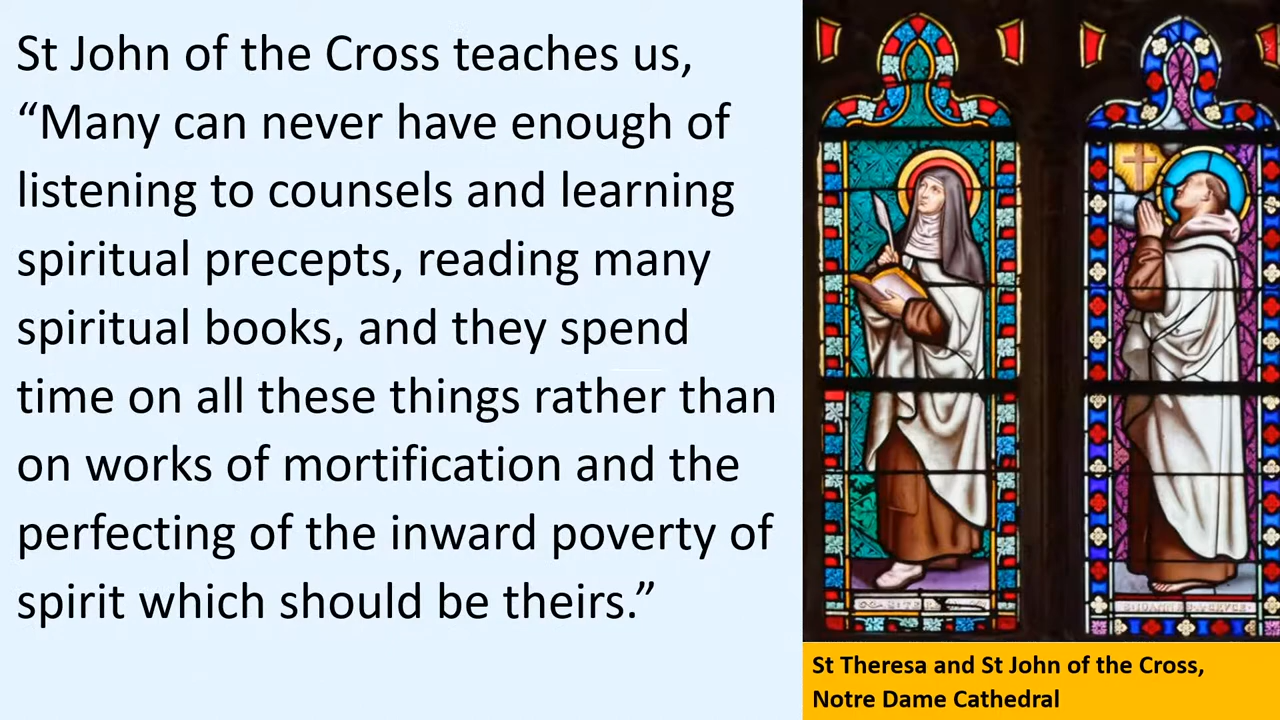 St John of the Cross teaches us,
“Many can never have enough of
listening to counsels and learning
spiritual precepts, reading many
spiritual books, and they spend
time on all these things rather than
on works of mortification and the
perfecting of the inward poverty of
spirit which should be theirs.”
St Theresa and St John of the Cross,
Notre Dame Cathedral